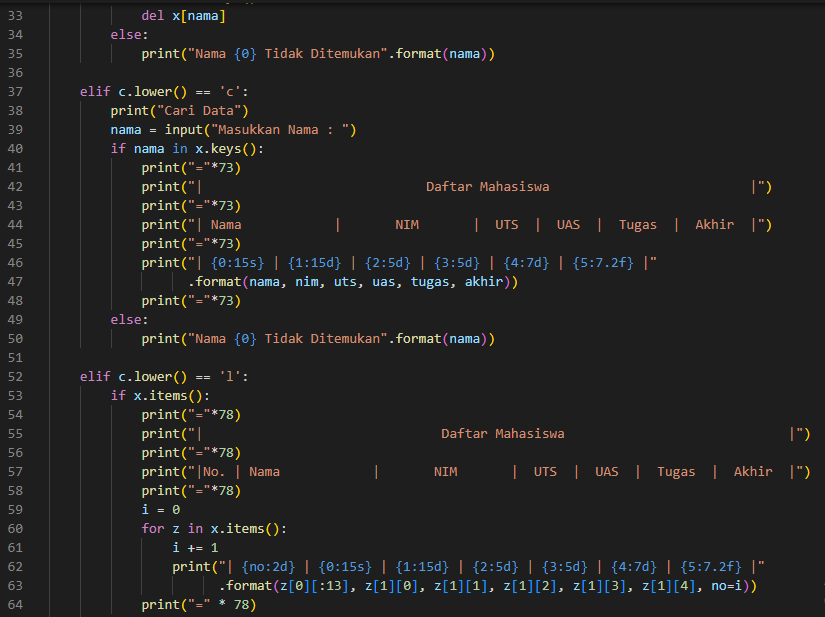 33                 del x[nama]
34             else:
35                 print("Nama {0} Tidak Ditemukan".format(nama))
36
37         elif c.lower() == 'c':
38             print("Cari Data")
39             nama = input("Masukkan Nama : ")
40             if nama in x.keys():
41                 print("="*73)
42                 print("|                             Daftar Mahasiswa                          |")
43                 print("="*73)
44                 print("| Nama            |       NIM       |  UTS  |  UAS  |  Tugas  |  Akhir  |")
45                 print("="*73)
46                 print("| {0:15s} | {1:15d} | {2:5d} | {3:5d} | {4:7d} | {5:7.2f} |"
47                       .format(nama, nim, uts, uas, tugas, akhir))
48                 print("="*73)
49             else:
50                 print("Nama {0} Tidak Ditemukan".format(nama))
51
52         elif c.lower() == 'l':
53             if x.items():
54                 print("="*78)
55                 print("|                               Daftar Mahasiswa                             |")
56                 print("="*78)
57                 print("|No. | Nama            |       NIM       |  UTS  |  UAS  |  Tugas  |  Akhir  |")
58                 print("="*78)
59                 i = 0
60                 for z in x.items():
61                     i += 1
62                     print("| {no:2d} | {0:15s} | {1:15d} | {2:5d} | {3:5d} | {4:7d} | {5:7.2f} |"
63                           .format(z[0][:13], z[1][0], z[1][1], z[1][2], z[1][3], z[1][4], no=i))
64                 print("=" * 78)